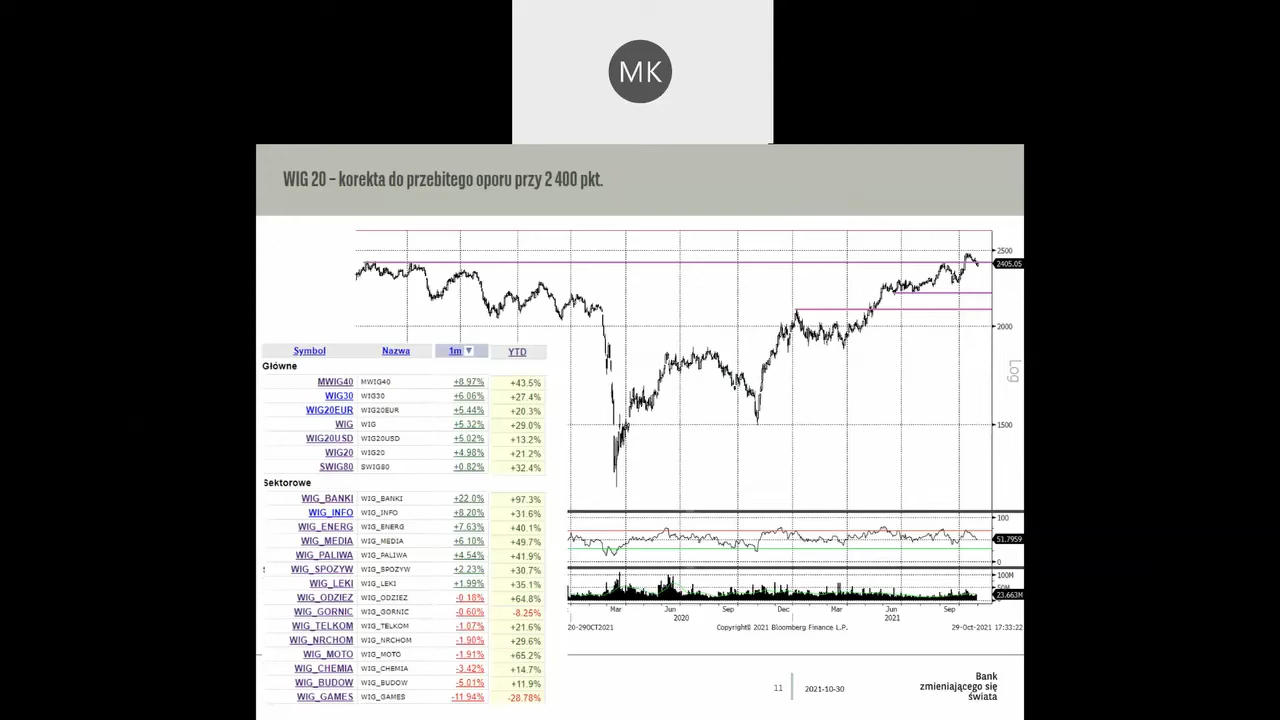 MK
WIG 20 – korekta do przebitego oporu przy 2 400 pkt.
2500
2405.05
2000
Log
1500
Symbol Nazwa 1m ▼ YTD
Główne
MWIG40 MWIG40 +8.97% +43.5%
WIG30 WIG30 +6.06% +27.4%
WIG20EUR WIG20EUR +5.44% +20.3%
WIG WIG +5.32% +29.0%
WIG20USD WIG20USD +5.02% +13.2%
WIG20 WIG20 +4.98% +21.2%
SWIG80 SWIG80 +0.82% +32.4%
Sektorowe
WIG_BANKI WIG_BANKI +22.0% +97.3%
WIG_INFO WIG_INFO +8.20% +31.6%
WIG_ENERG WIG_ENERG +7.63% +40.1%
WIG_MEDIA WIG_MEDIA +6.10% +49.7%
WIG_PALIWA WIG_PALIWA +4.54% +41.9%
WIG_SPOZYW WIG_SPOZYW +2.23% +30.7%
WIG_LEKI WIG_LEKI +1.99% +35.1%
WIG_ODZIEZ WIG_ODZIEZ -0.18% +64.8%
WIG_GORNIC WIG_GORNIC -0.60% -8.25%
WIG_TELKOM WIG_TELKOM -1.07% +21.6%
WIG_NRCHOM WIG_NRCHOM -1.90% +29.6%
WIG_MOTO WIG_MOTO -1.91% +65.2%
WIG_CHEMIA WIG_CHEMIA -3.42% +14.7%
WIG_BUDOW WIG_BUDOW -5.01% +11.9%
WIG_GAMES WIG_GAMES -11.94% -28.78%
100
51.7959
0
100M
23.663M
Mar Jun Sep Dec Mar Jun Sep
2020 2021
20-29OCT2021 Copyright© 2021 Bloomberg Finance L.P. 29-Oct-2021 17:33:22
11 2021-10-30
Bank
zmieniającego się
świata